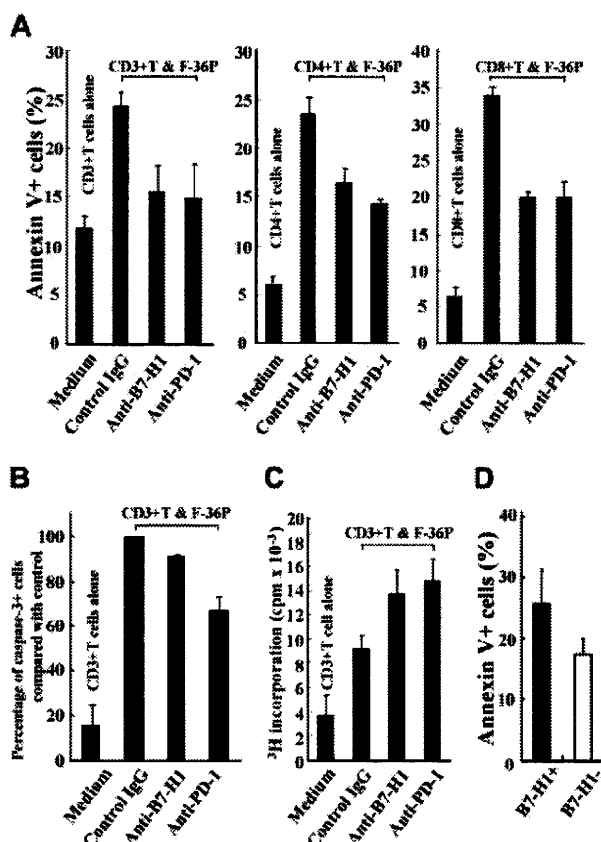 A
CD3+T & F-36P
CD4+T & F-36P
CD8+T & F-36P
Annexin V+ cells (%)
30
25
20
15
10
5
0
CD3+T cells alone
Medium
Control IgG
Anti-B7-H1
Anti-PD-1
30
25
20
15
10
5
0
CD4+T cells alone
Medium
Control IgG
Anti-B7-H1
Anti-PD-1
40
35
30
25
20
15
10
5
0
CD8+T cells alone
Medium
Control IgG
Anti-B7-H1
Anti-PD-1
B
CD3+T & F-36P
Percentage of caspase-3+ cells
compared with control
100
80
60
40
20
0
CD3+T cells alone
Medium
Control IgG
Anti-B7-H1
Anti-PD-1
C
CD3+T & F-36P
³H incorporation (cpm x 10⁻³)
18
16
14
12
10
8
6
4
2
0
CD3+T cell alone
Medium
Control IgG
Anti-B7-H1
Anti-PD-1
D
Annexin V+ cells (%)
40
30
20
10
0
B7-H1+
B7-H1-